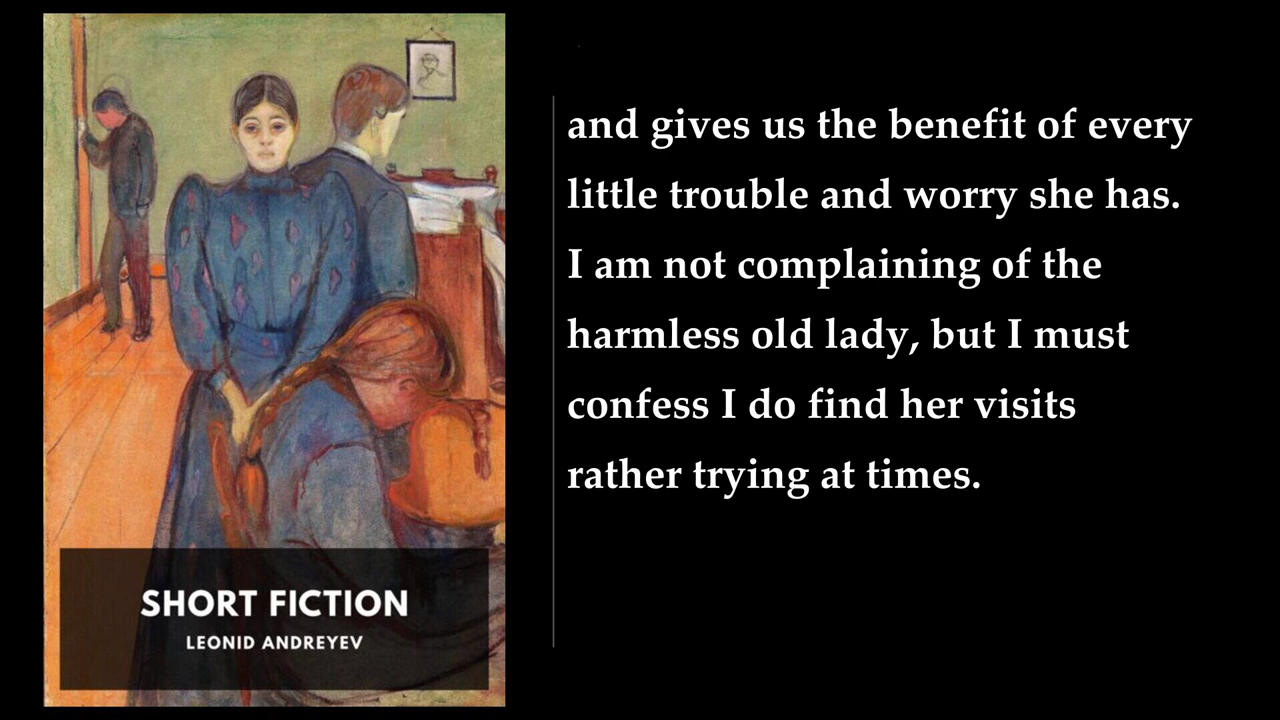 SHORT FICTION
LEONID ANDREYEV
and gives us the benefit of every
little trouble and worry she has.
I am not complaining of the
harmless old lady, but I must
confess I do find her visits
rather trying at times.